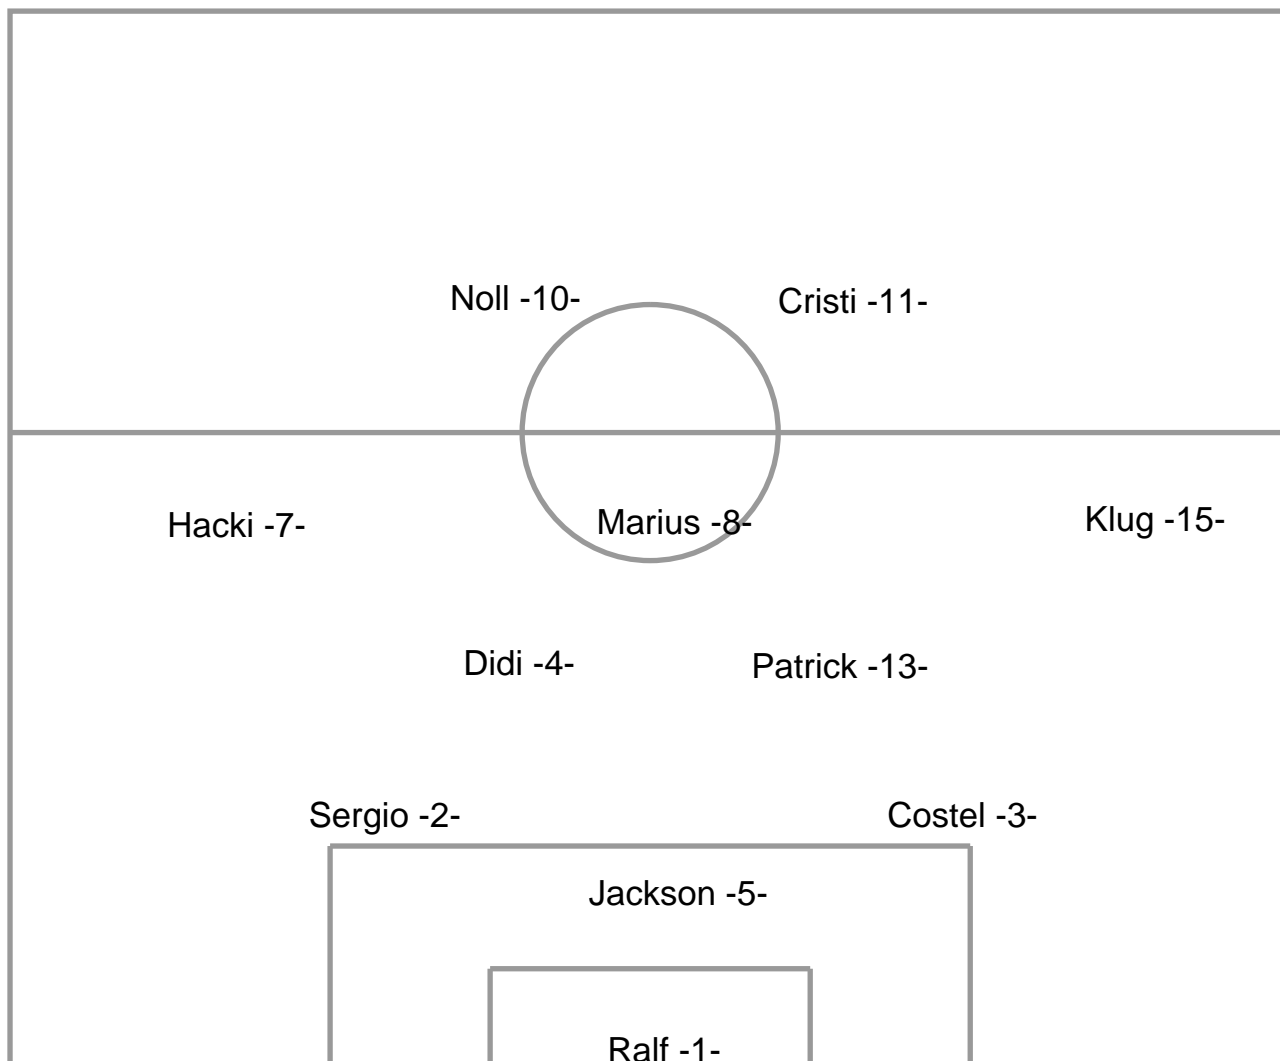 Noll -10-
Cristi -11-
Hacki -7-
Marius -8-
Klug -15-
Didi -4-
Patrick -13-
Sergio -2-
Costel -3-
Jackson -5-
Ralf -1-